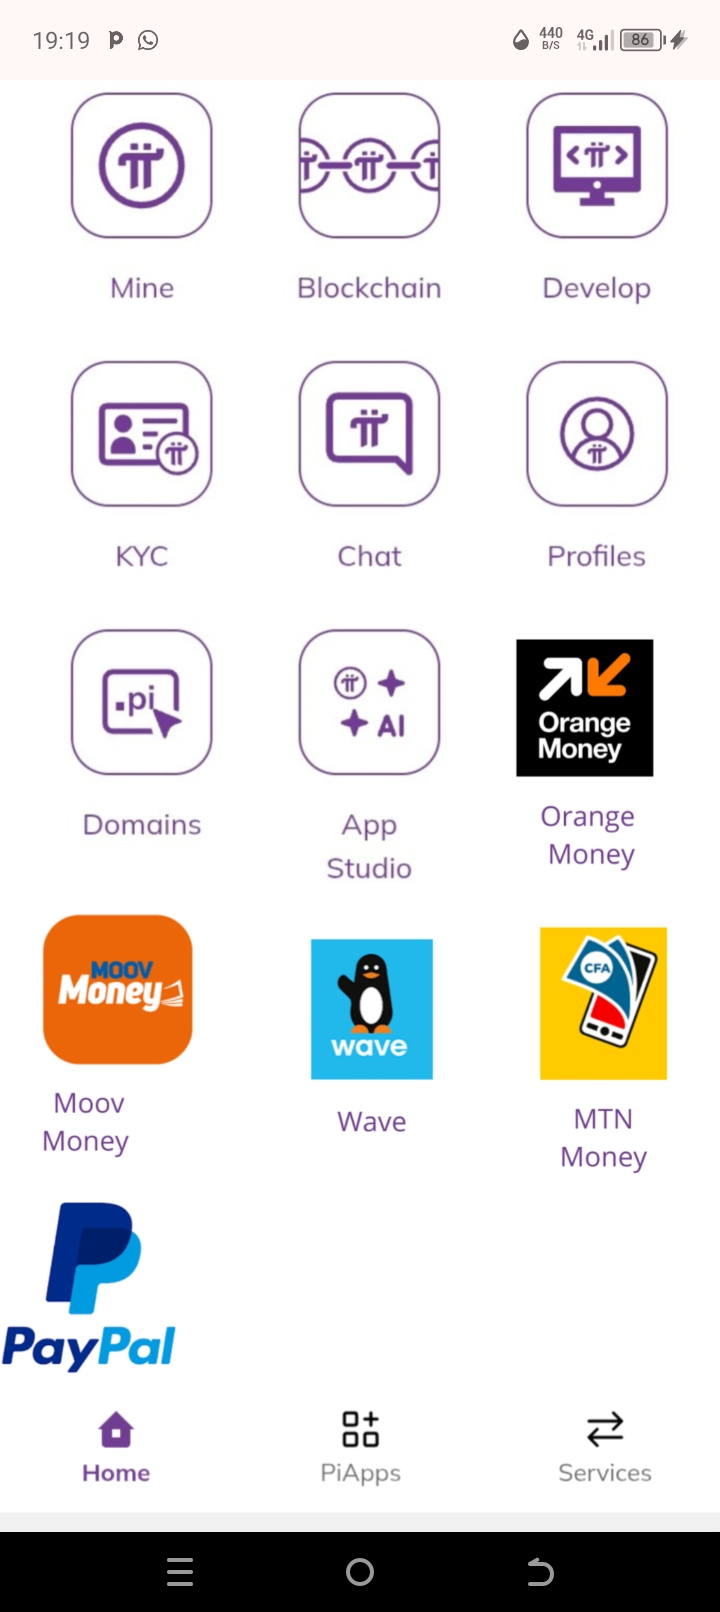 19:19
440
B/S
4G
86
Mine
Blockchain
Develop
KYC
Chat
Profiles
.pi
AI
Orange
Money
Domains
App
Studio
Orange
Money
MOOV
Money
CFA
wave
Moov
Money
Wave
MTN
Money
PayPal
Home
PiApps
Services